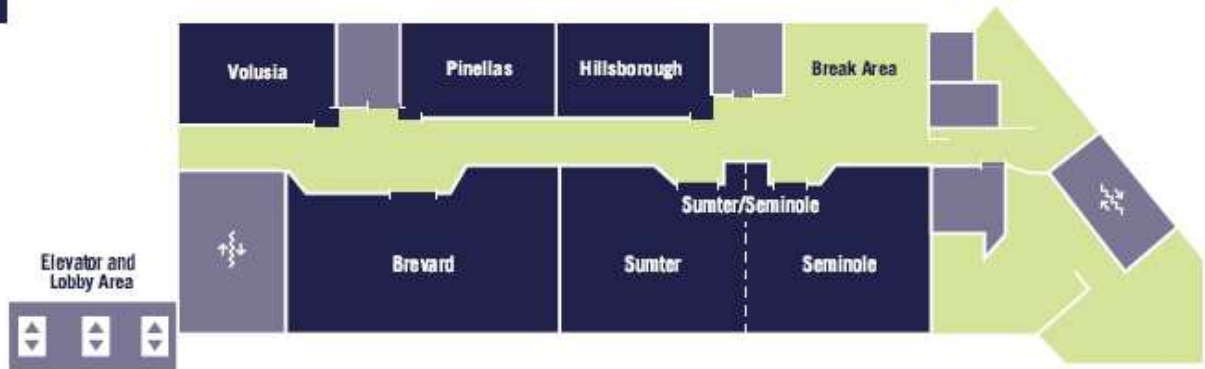 Volusia
Pinellas
Hillsborough
Break Area
Sumter/Seminole
Elevator and
Lobby Area
Brevard
Sumter
Seminole